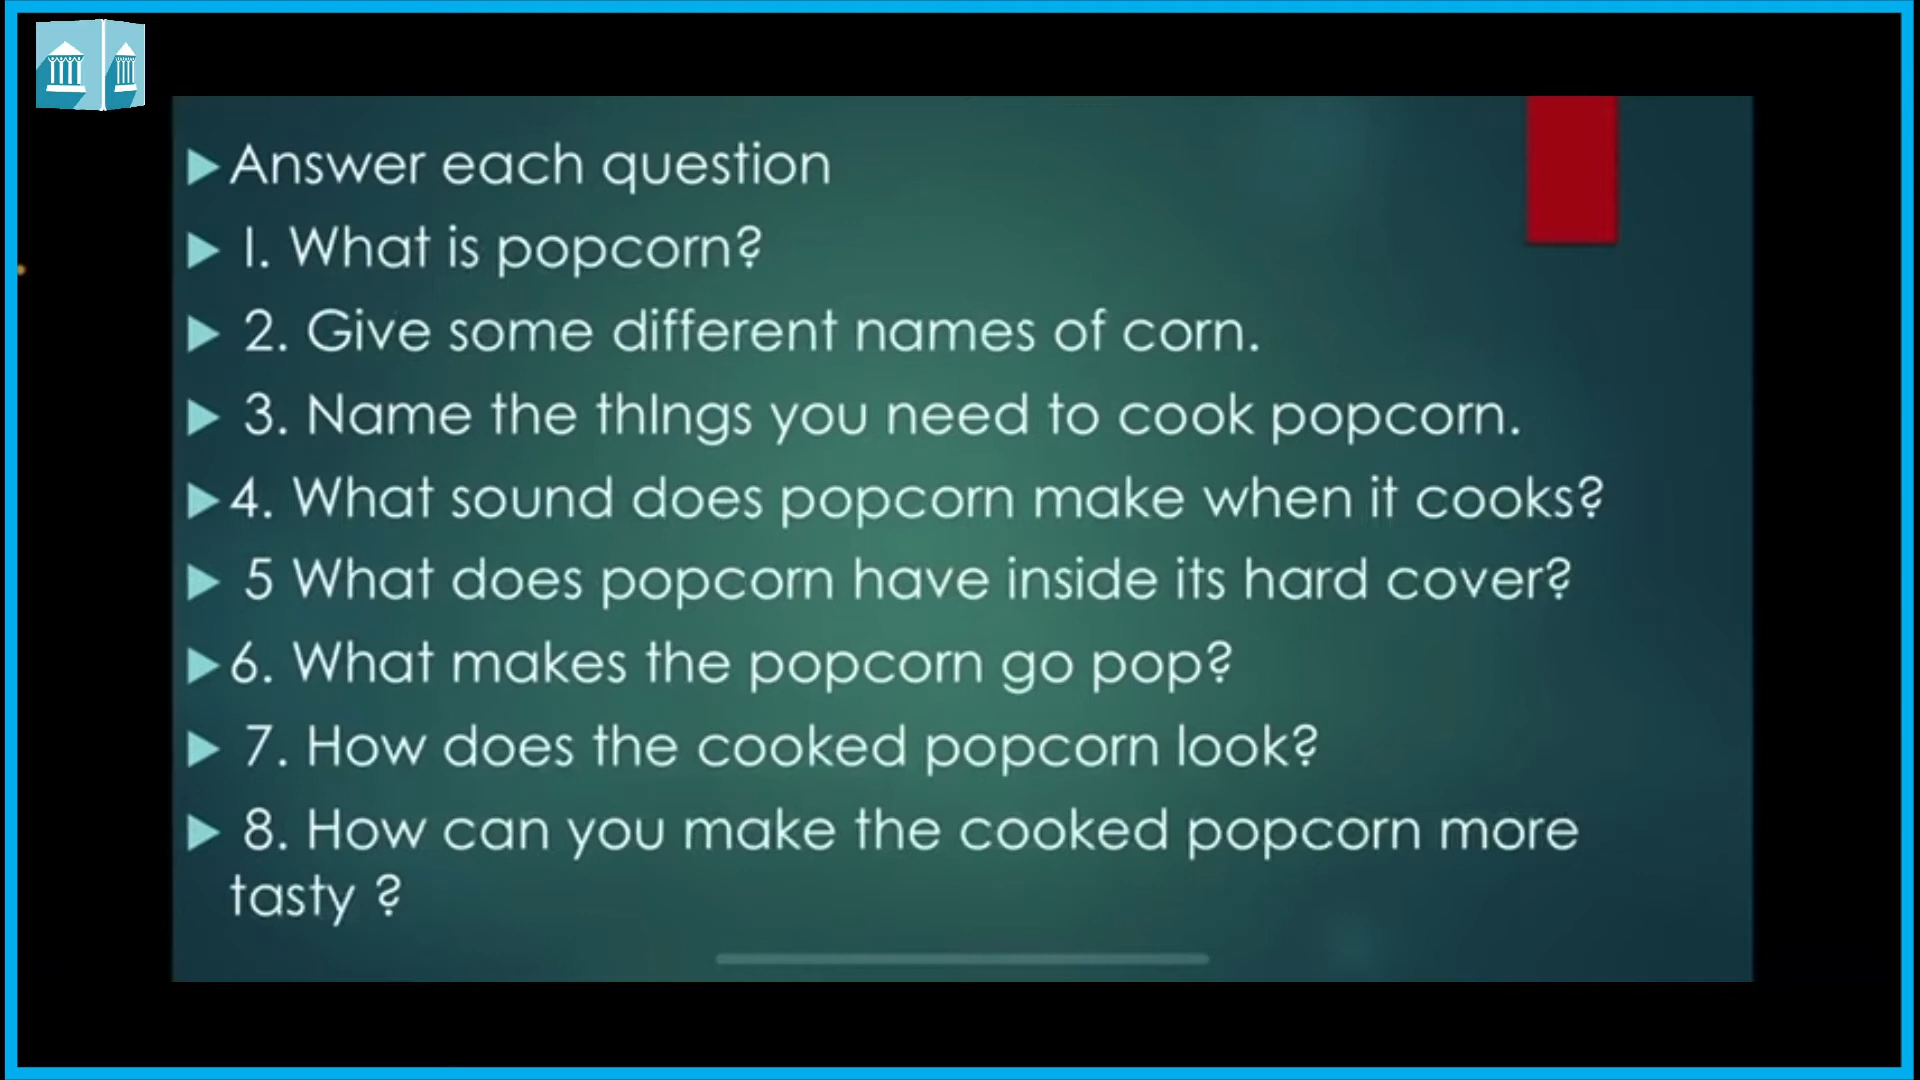 Answer each question
I. What is popcorn?
2. Give some different names of corn.
3. Name the thIngs you need to cook popcorn.
4. What sound does popcorn make when it cooks?
5 What does popcorn have inside its hard cover?
6. What makes the popcorn go pop?
7. How does the cooked popcorn look?
8. How can you make the cooked popcorn more
tasty ?